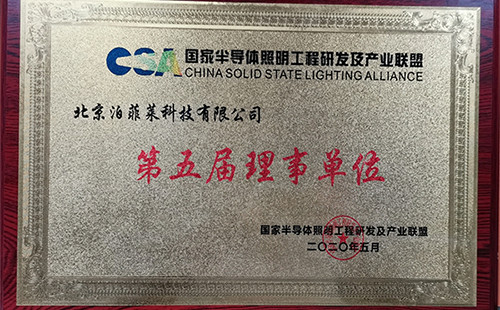 CSA 国家半导体照明工程研发及产业联盟
CHINA SOLID STATE LIGHTING ALLIANCE
北京泊菲莱科技有限公司
第五届理事单位
国家半导体照明工程研发及产业联盟
二〇二〇年五月